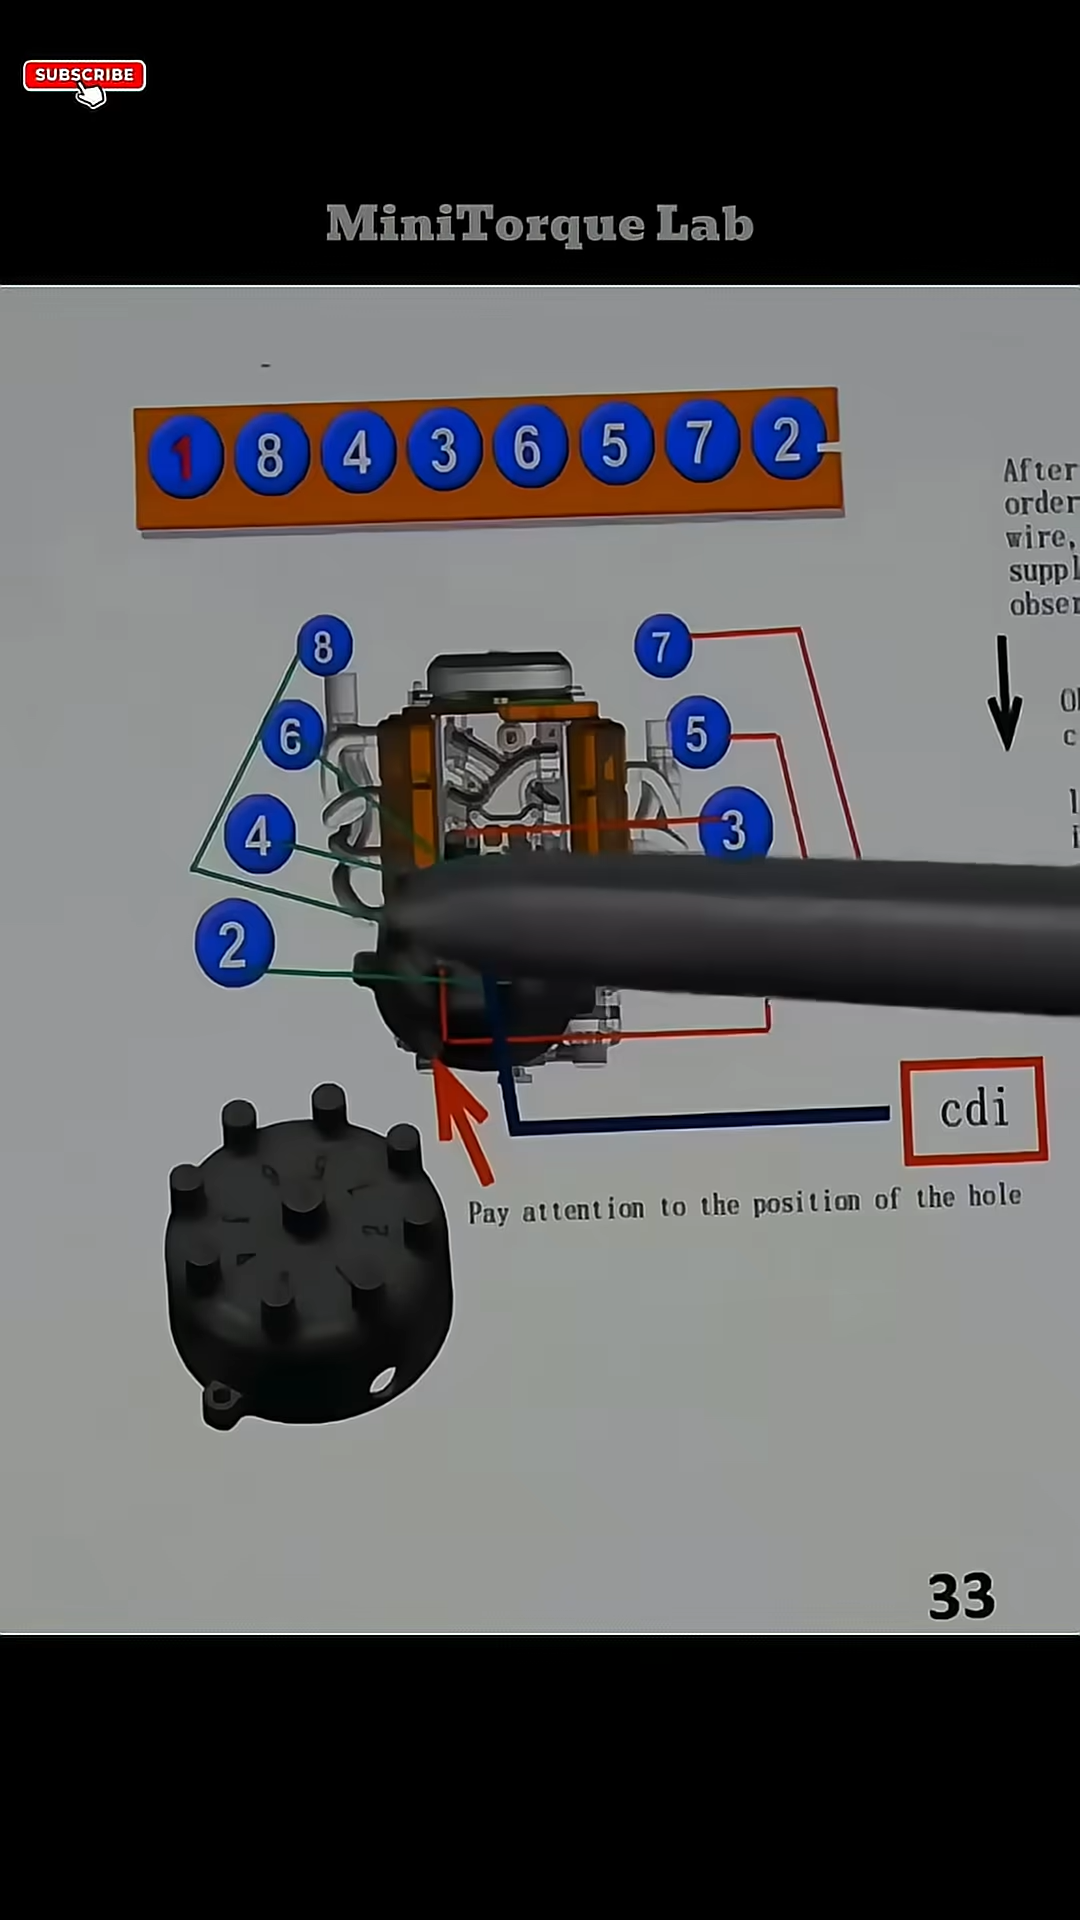 SUBSCRIBE
MiniTorque Lab
1 8 4 3 6 5 7 2
After
order
wire,
suppl
obser
8
7
6
5
4
3
2
cdi
Pay attention to the position of the hole
33